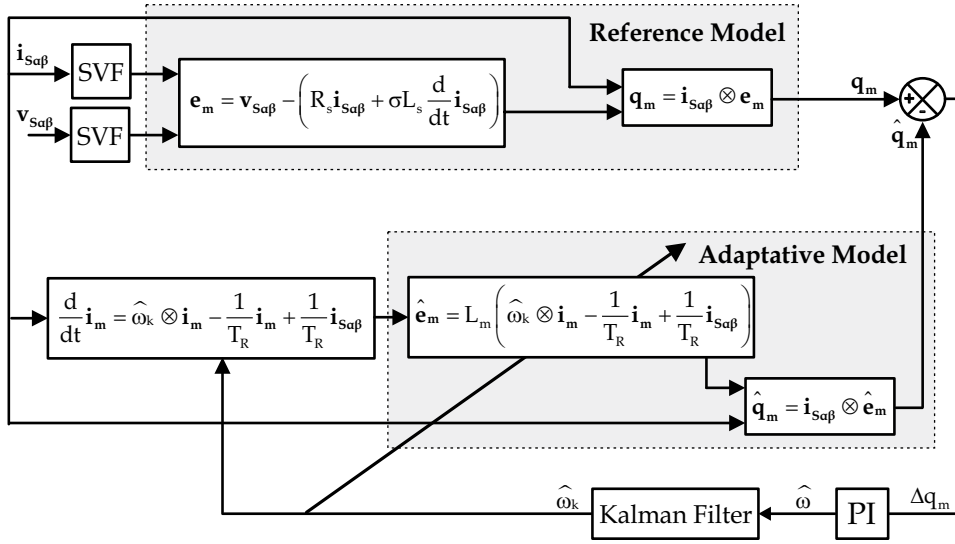 Reference Model
i_Sαβ
SVF
v_Sαβ
SVF
e_m = v_Sαβ − (R_s i_Sαβ + σL_s d/dt i_Sαβ)
q_m = i_Sαβ ⊗ e_m
q_m
+
-
q̂_m
Adaptative Model
d/dt i_m = ω̂_k ⊗ i_m − 1/T_R i_m + 1/T_R i_Sαβ
ê_m = L_m (ω̂_k ⊗ i_m − 1/T_R i_m + 1/T_R i_Sαβ)
q̂_m = i_Sαβ ⊗ ê_m
ω̂_k
Kalman Filter
ω̂
PI
Δq_m